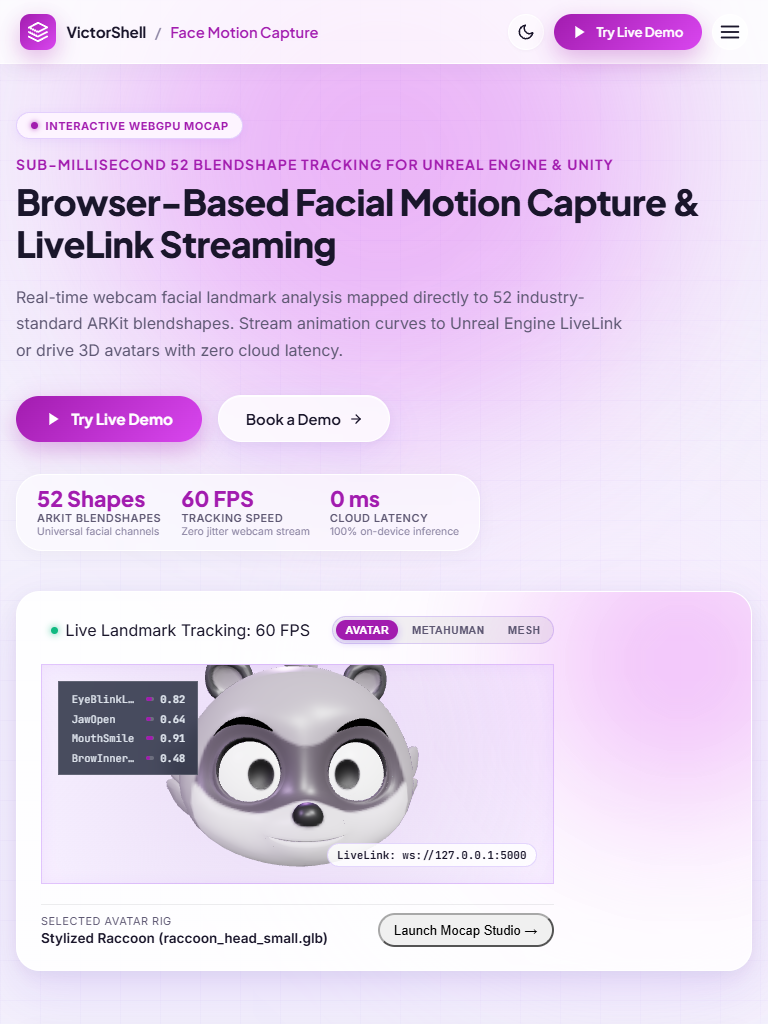 VictorShell / Face Motion Capture
Try Live Demo
INTERACTIVE WEBGPU MOCAP
SUB-MILLISECOND 52 BLENDSHAPE TRACKING FOR UNREAL ENGINE & UNITY
Browser-Based Facial Motion Capture &
LiveLink Streaming
Real-time webcam facial landmark analysis mapped directly to 52 industry-
standard ARKit blendshapes. Stream animation curves to Unreal Engine LiveLink
or drive 3D avatars with zero cloud latency.
Try Live Demo
Book a Demo →
52 Shapes
ARKIT BLENDSHAPES
Universal facial channels
60 FPS
TRACKING SPEED
Zero jitter webcam stream
0 ms
CLOUD LATENCY
100% on-device inference
Live Landmark Tracking: 60 FPS
AVATAR
METAHUMAN
MESH
EyeBlinkL… 0.82
JawOpen 0.64
MouthSmile 0.91
BrowInner… 0.48
LiveLink: ws://127.0.0.1:5000
SELECTED AVATAR RIG
Stylized Raccoon (raccoon_head_small.glb)
Launch Mocap Studio →